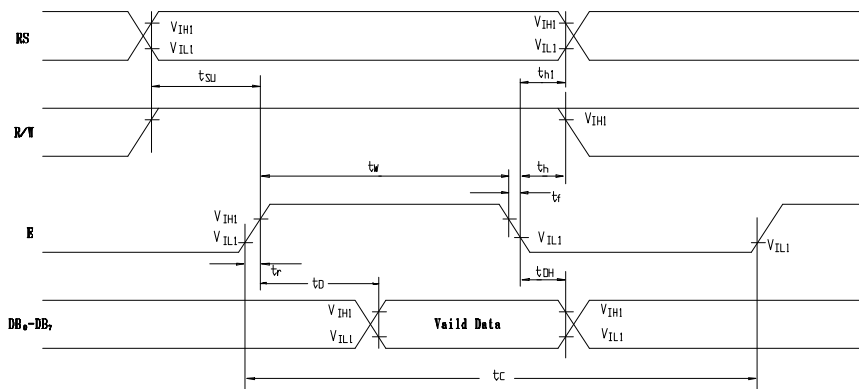 RS
VIH1
VIL1
VIH1
VIL1
tSU
th1
R/W
VIH1
tW
th
tf
E
VIH1
VIL1
VIL1
VIL1
tr
tD
tDH
DB0-DB7
VIH1
VIL1
Vaild Data
VIH1
VIL1
tC